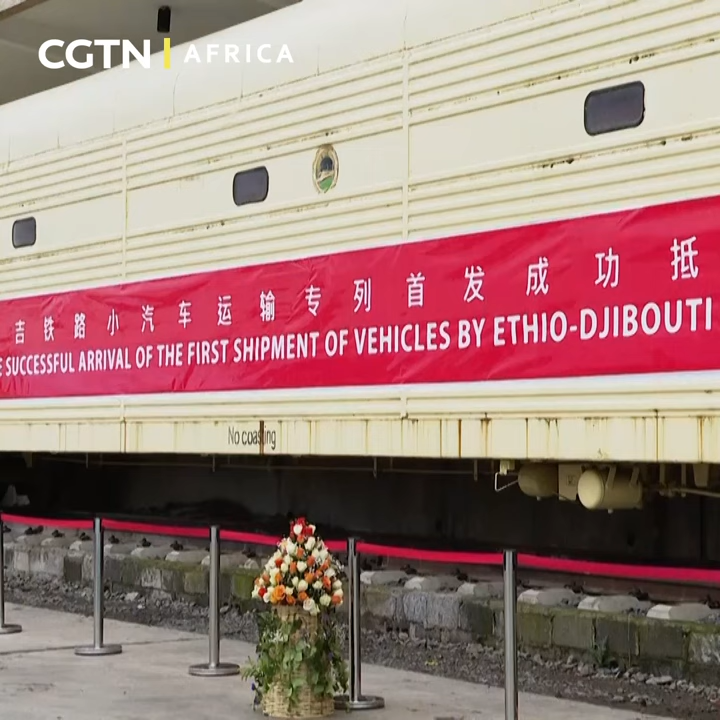 CGTN AFRICA
吉铁路小汽车运输专列首发成功抵
SUCCESSFUL ARRIVAL OF THE FIRST SHIPMENT OF VEHICLES BY ETHIO-DJIBOUTI
No coasting